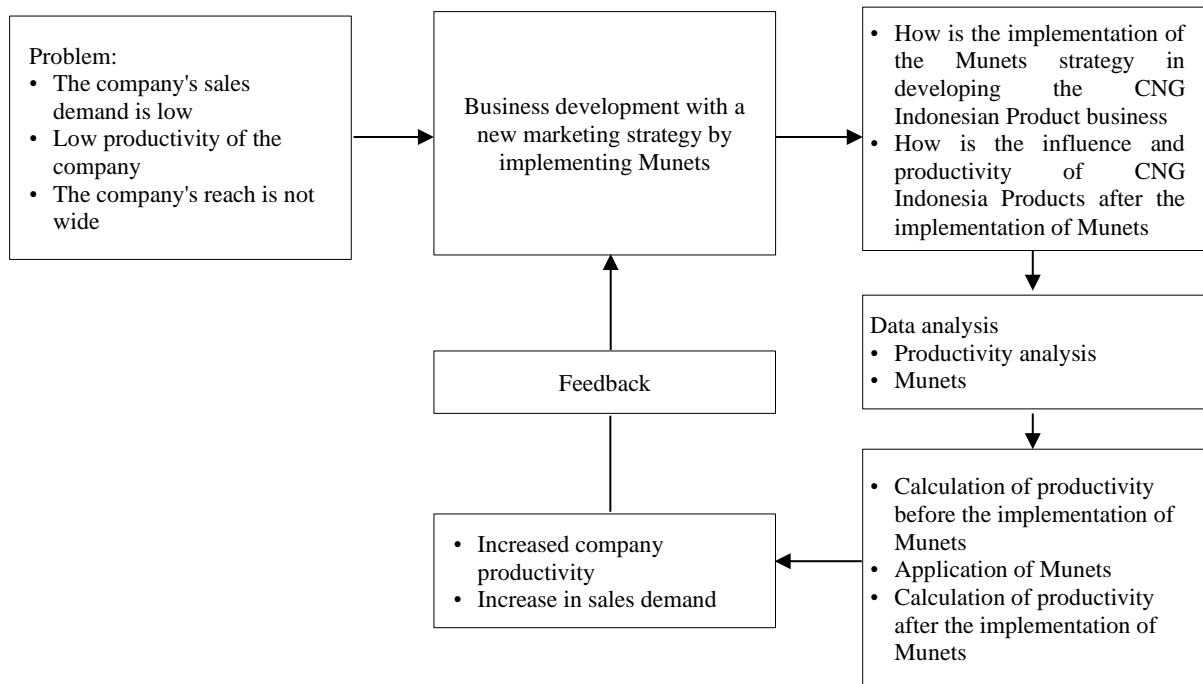 Problem:
• The company's sales
demand is low
• Low productivity of the
company
• The company's reach is not
wide
Business development with a
new marketing strategy by
implementing Munets
• How is the implementation of
the Munets strategy in
developing the CNG
Indonesian Product business
• How is the influence and
productivity of CNG
Indonesia Products after the
implementation of Munets
Data analysis
• Productivity analysis
• Munets
• Calculation of productivity
before the implementation of
Munets
• Application of Munets
• Calculation of productivity
after the implementation of
Munets
• Increased company
productivity
• Increase in sales demand
Feedback